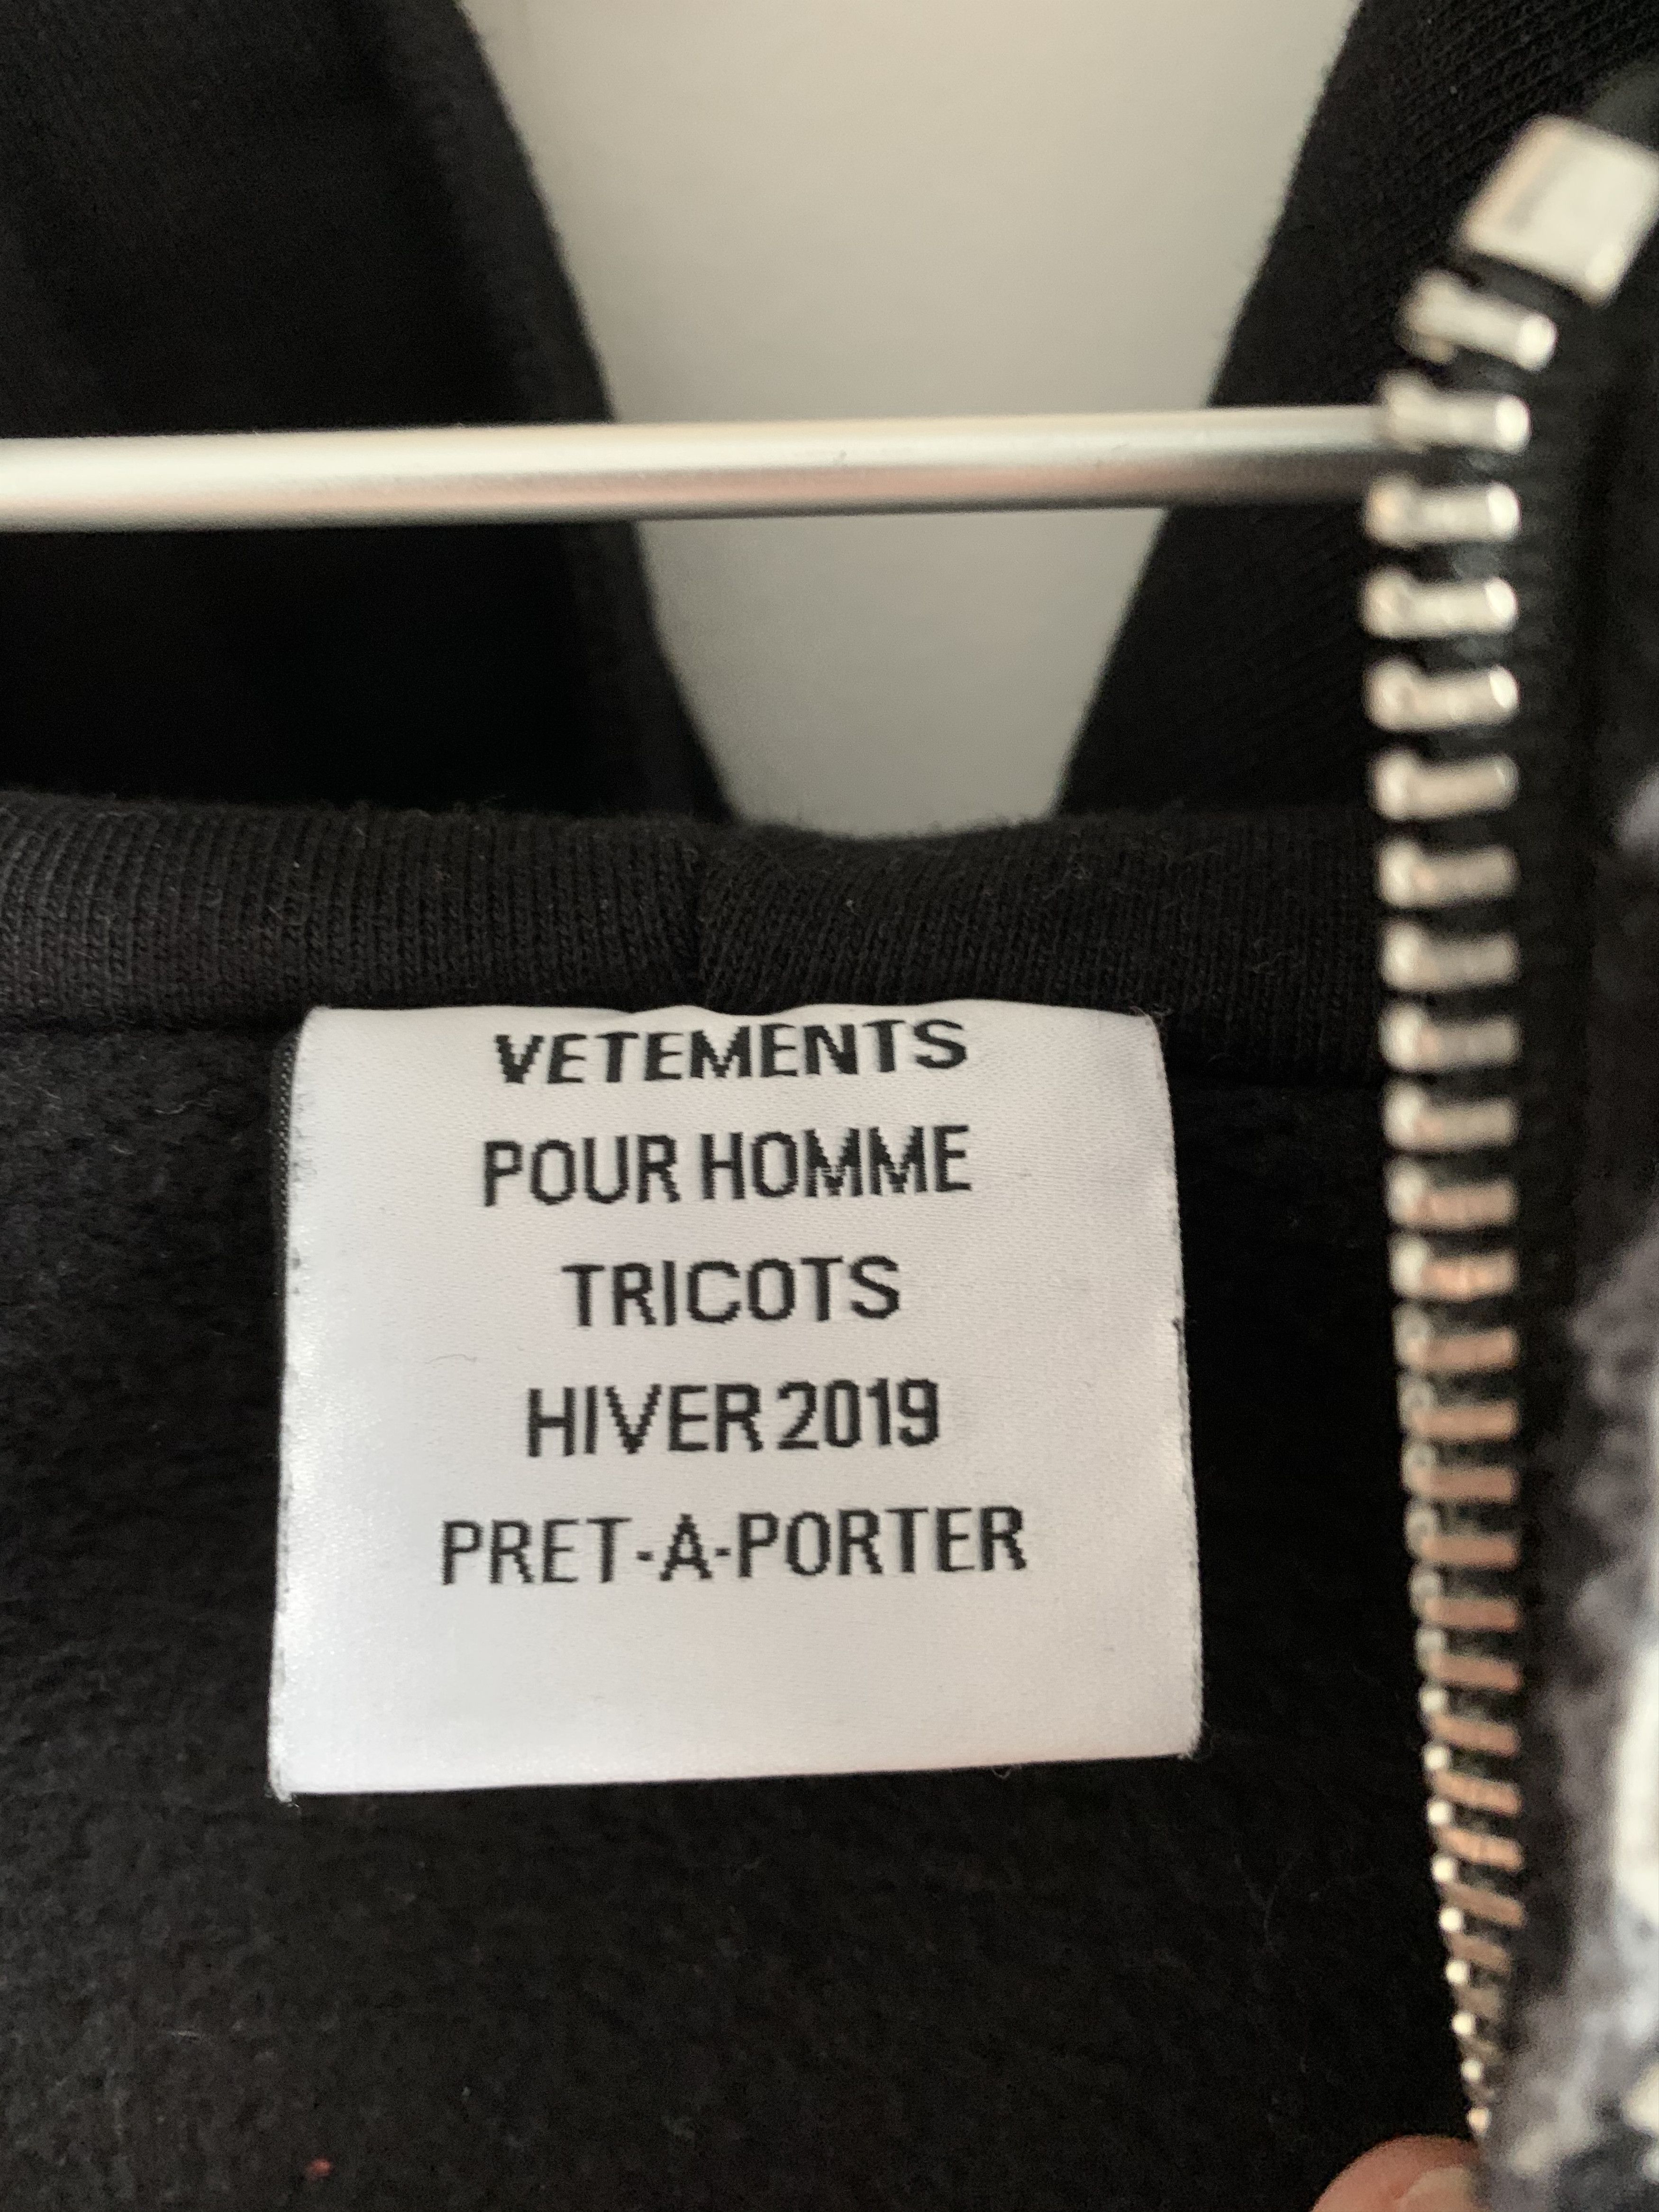 VETEMENTS
POUR HOMME
TRICOTS
HIVER 2019
PRET-A-PORTER